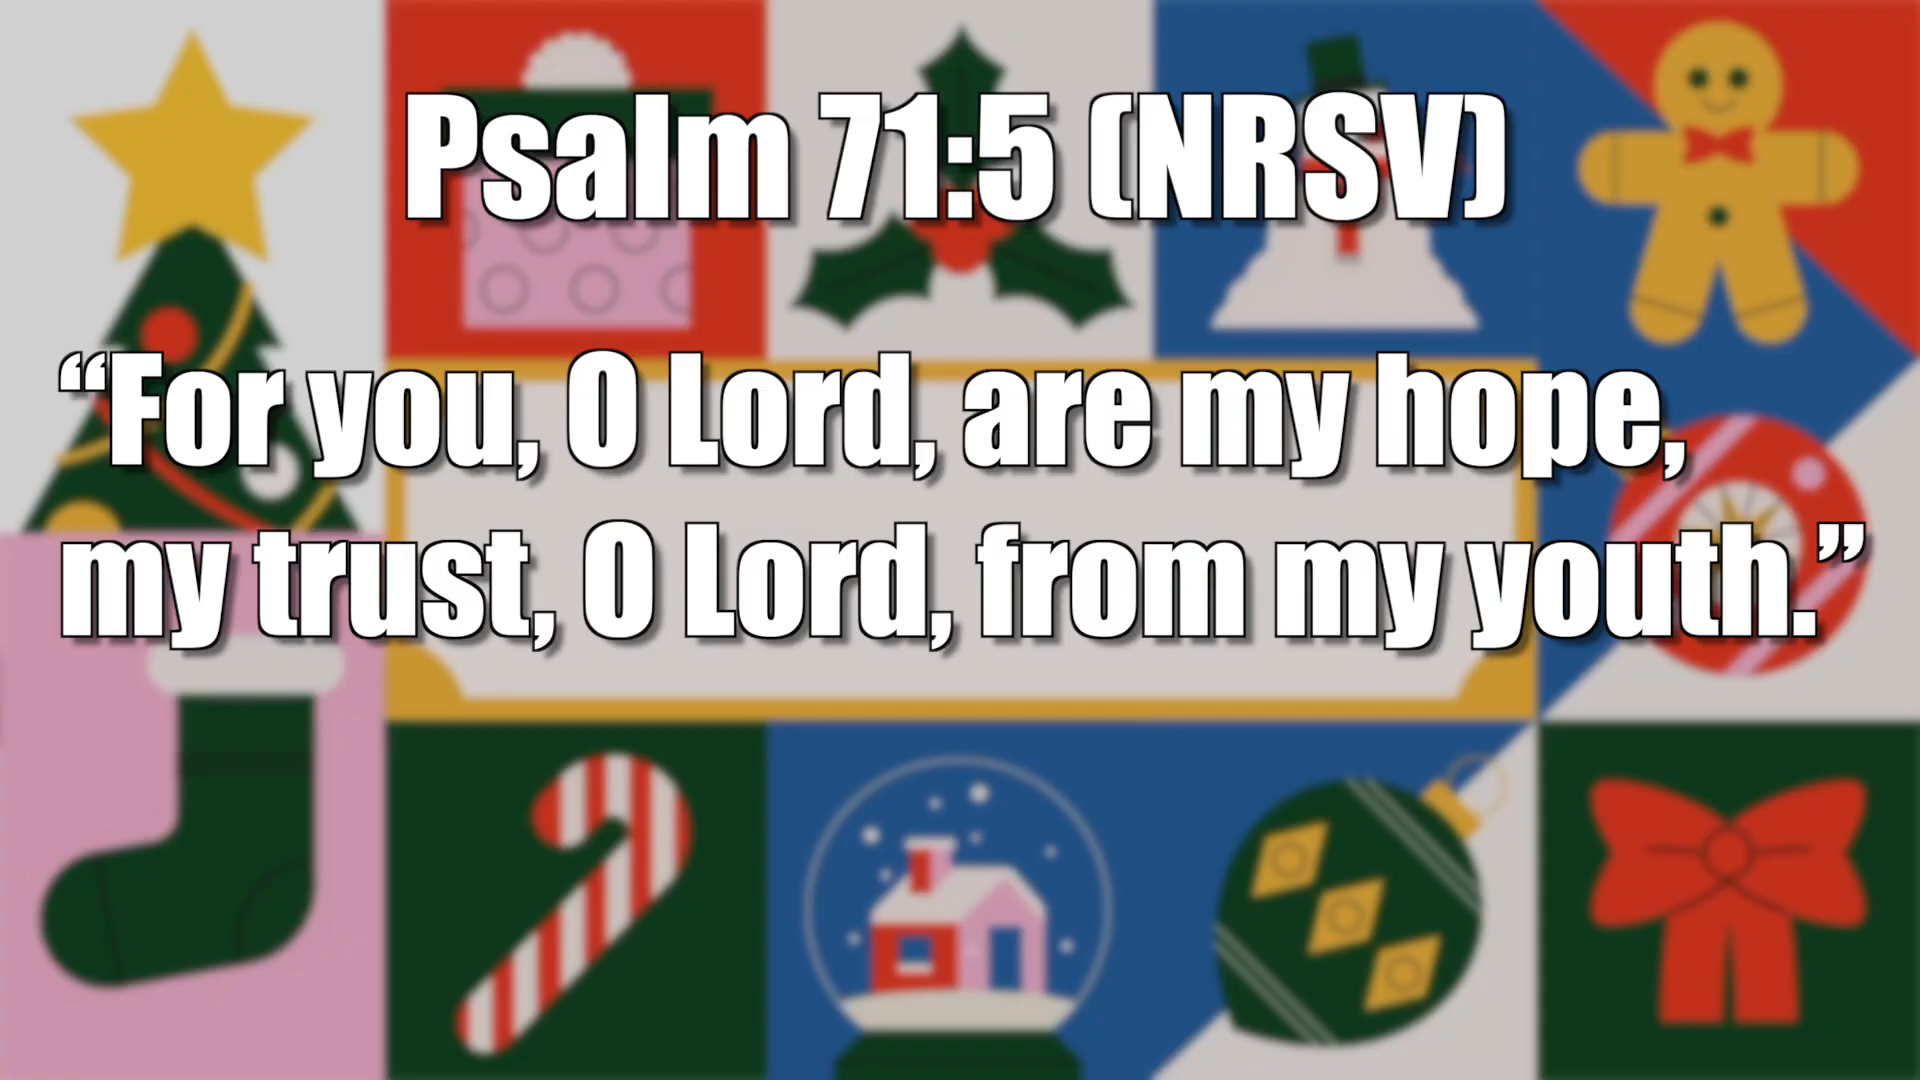 Psalm 71:5 (NRSV)
“For you, O Lord, are my hope,
my trust, O Lord, from my youth.”